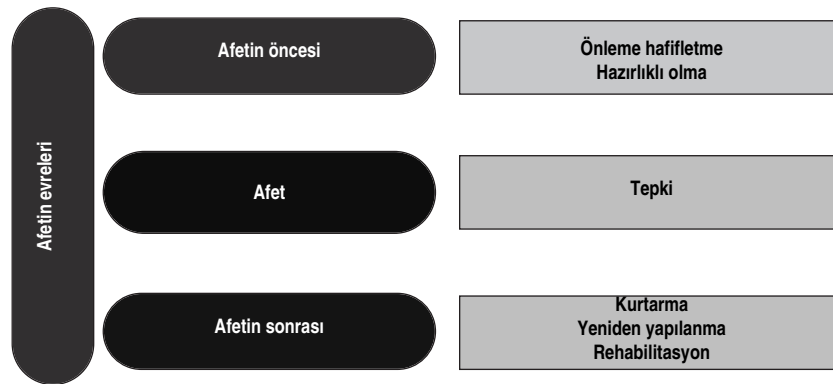 Afetin evreleri
Afetin öncesi
Önleme hafifletme
Hazırlıklı olma
Afet
Tepki
Afetin sonrası
Kurtarma
Yeniden yapılanma
Rehabilitasyon